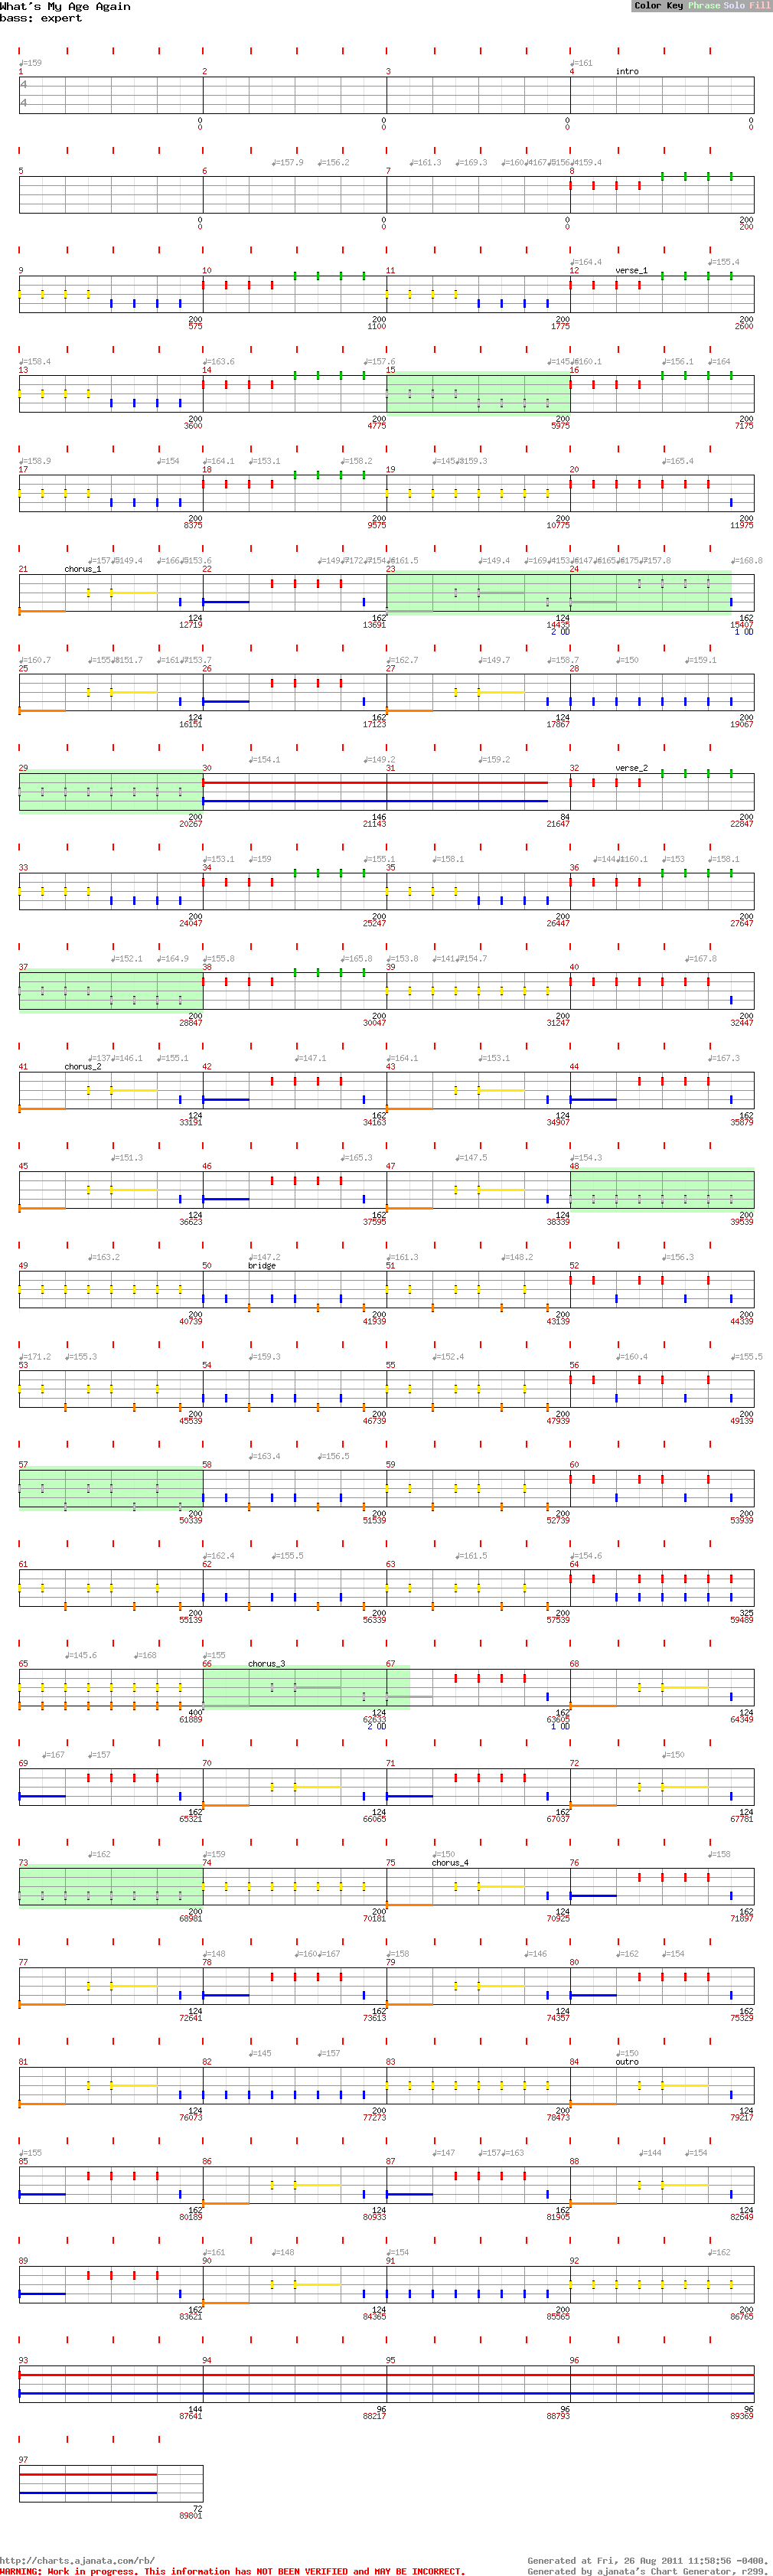 What's My Age Again
Color Key Phrase Solo Fill
bass: expert
♩=159 ♩=161
1 2 3 4 intro
4
4
0 0 0 0
0 0 0 0
♩=157.9 ♩=156.2 ♩=161.3 ♩=169.3 ♩=159.4
5 6 7 8
0 0 0 200
0 0 0 200
♩=164.4 ♩=155.4
9 10 11 12 verse_1
200 200 200 200
575 1100 1775 2600
♩=158.4 ♩=163.6 ♩=157.6 ♩=160.1 ♩=156.1 ♩=164
13 14 15 16
200 200 200 200
3600 4775 5975 7175
♩=158.9 ♩=154 ♩=164.1 ♩=153.1 ♩=158.2 ♩=159.3 ♩=165.4
17 18 19 20
200 200 200 200
8375 9575 10775 11975
♩=149.4 ♩=153.6 ♩=161.5 ♩=149.4 ♩=157.8 ♩=168.8
21 chorus_1 22 23 24
124 162 124 162
12719 13691 14435 15407
2 OD 1 OD
♩=160.7 ♩=151.7 ♩=153.7 ♩=162.7 ♩=149.7 ♩=158.7 ♩=150 ♩=159.1
25 26 27 28
124 162 124 200
16151 17123 17867 19067
♩=154.1 ♩=149.2 ♩=159.2
29 30 31 32 verse_2
200 146 84 200
20267 21143 21647 22847
♩=153.1 ♩=159 ♩=155.1 ♩=158.1 ♩=160.1 ♩=153 ♩=158.1
33 34 35 36
200 200 200 200
24047 25247 26447 27647
♩=152.1 ♩=164.9 ♩=155.8 ♩=165.8 ♩=153.8 ♩=154.7 ♩=167.8
37 38 39 40
200 200 200 200
28847 30047 31247 32447
♩=137 ♩=146.1 ♩=155.1 ♩=147.1 ♩=164.1 ♩=153.1 ♩=167.3
41 chorus_2 42 43 44
124 162 124 162
33191 34163 34907 35879
♩=151.3 ♩=165.3 ♩=147.5 ♩=154.3
45 46 47 48
124 162 124 200
36623 37595 38339 39539
♩=163.2 ♩=147.2 ♩=161.3 ♩=148.2 ♩=156.3
49 50 bridge 51 52
200 200 200 200
40739 41939 43139 44339
♩=171.2 ♩=155.3 ♩=159.3 ♩=152.4 ♩=160.4 ♩=155.5
53 54 55 56
200 200 200 200
45539 46739 47939 49139
♩=163.4 ♩=156.5
57 58 59 60
200 200 200 200
50339 51539 52739 53939
♩=162.4 ♩=155.5 ♩=161.5 ♩=154.6
61 62 63 64
200 200 200 325
55139 56339 57539 59489
♩=145.6 ♩=168 ♩=155
65 66 chorus_3 67 68
400 124 162 124
61889 62633 63605 64349
2 OD 1 OD
♩=167 ♩=157 ♩=150
69 70 71 72
162 124 162 124
65321 66065 67037 67781
♩=162 ♩=159 ♩=150 ♩=158
73 74 75 chorus_4 76
200 200 124 162
68981 70181 70925 71897
♩=148 ♩=160 ♩=167 ♩=158 ♩=146 ♩=162 ♩=154
77 78 79 80
124 162 124 162
72641 73613 74357 75329
♩=145 ♩=157 ♩=150
81 82 83 84 outro
124 200 200 124
76073 77273 78473 79217
♩=155 ♩=147 ♩=157 ♩=163 ♩=144 ♩=154
85 86 87 88
162 124 162 124
80189 80933 81905 82649
♩=161 ♩=148 ♩=154 ♩=162
89 90 91 92
162 124 200 200
83621 84365 85565 86765
93 94 95 96
144 96 96 96
87641 88217 88793 89369
97
72
89801
http://charts.ajanata.com/rb/
Generated at Fri, 26 Aug 2011 11:58:56 -0400.
WARNING: Work in progress. This information has NOT BEEN VERIFIED and MAY BE INCORRECT.
Generated by ajanata's Chart Generator, r299.